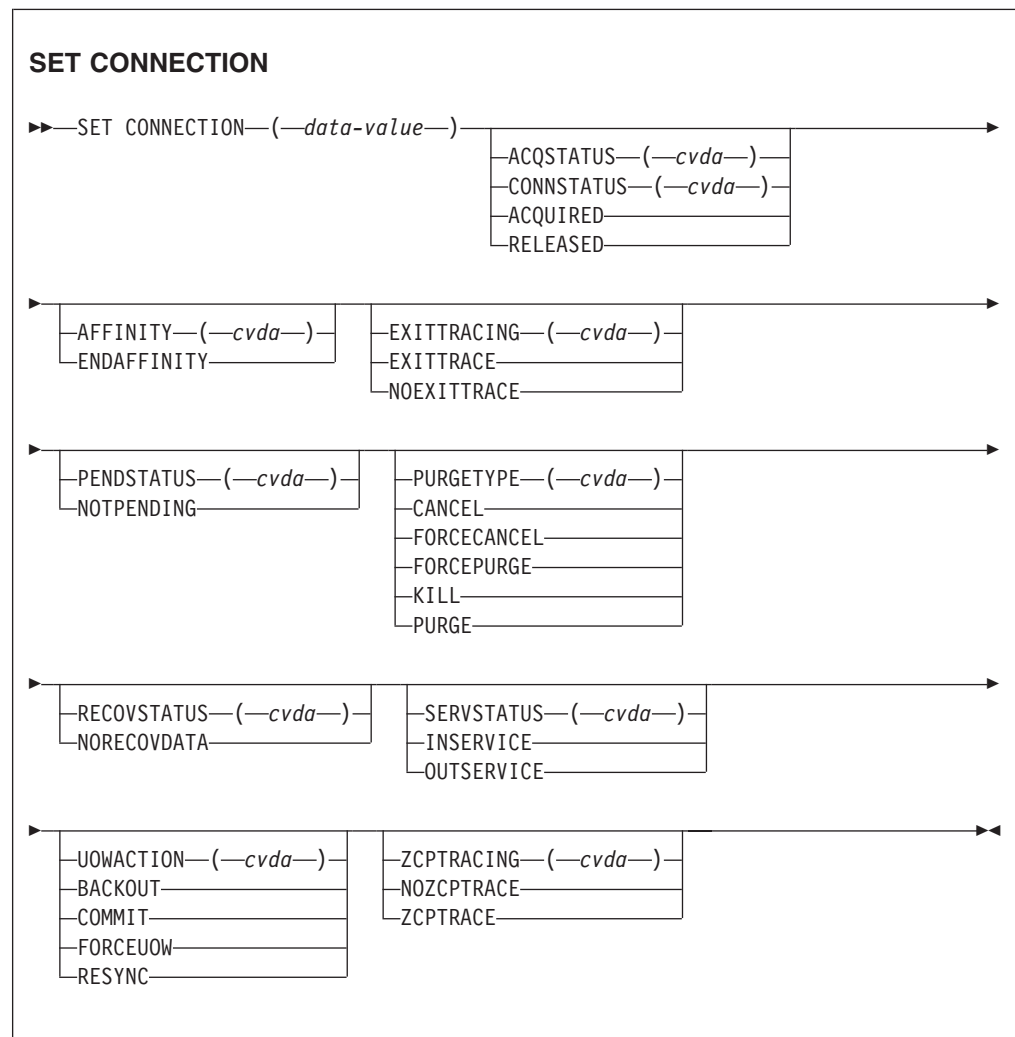 SET CONNECTION
SET CONNECTION ( data-value )
ACQSTATUS ( cvda )
CONNSTATUS ( cvda )
ACQUIRED
RELEASED
AFFINITY ( cvda )
ENDAFFINITY
EXITTRACING ( cvda )
EXITTRACE
NOEXITTRACE
PENDSTATUS ( cvda )
NOTPENDING
PURGETYPE ( cvda )
CANCEL
FORCECANCEL
FORCEPURGE
KILL
PURGE
RECOVSTATUS ( cvda )
NORECOVDATA
SERVSTATUS ( cvda )
INSERVICE
OUTSERVICE
UOWACTION ( cvda )
BACKOUT
COMMIT
FORCEUOW
RESYNC
ZCPTRACING ( cvda )
NOZCPTRACE
ZCPTRACE